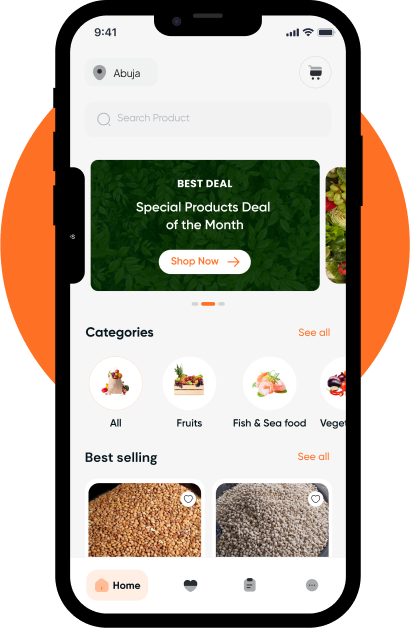 9:41
Abuja
Search Product
BEST DEAL
Special Products Deal
of the Month
Shop Now
Categories
See all
All
Fruits
Fish & Sea food
Best selling
See all
Home